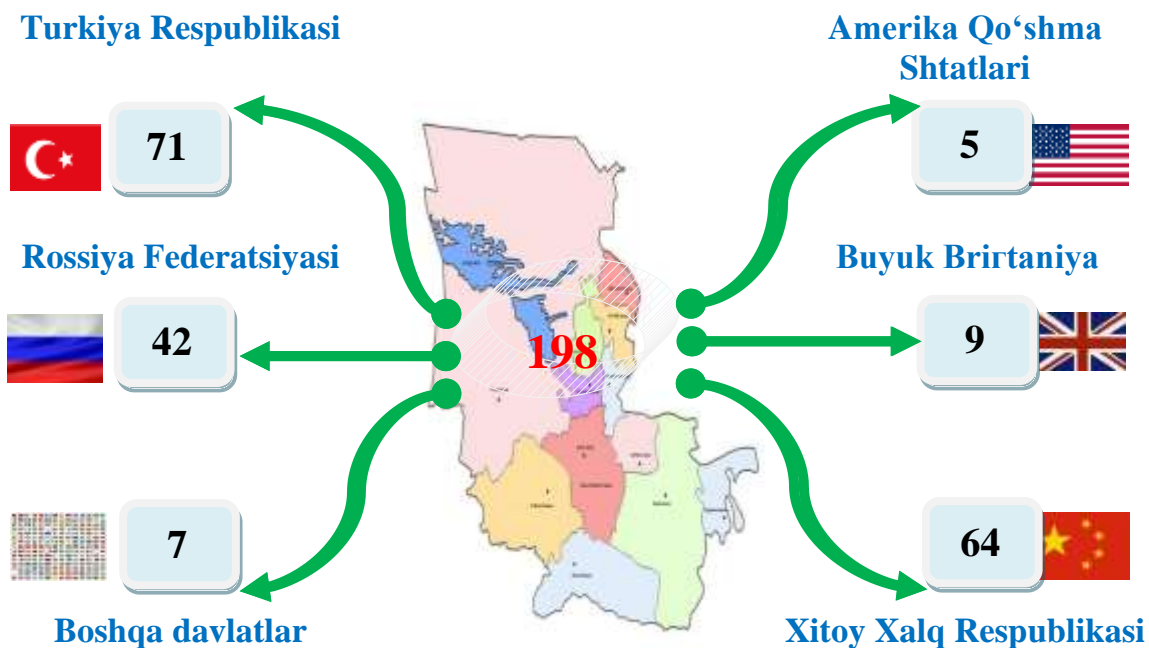 Turkiya Respublikasi
71
Rossiya Federatsiyasi
42
7
Boshqa davlatlar
198
Amerika Qo‘shma
Shtatlari
5
Buyuk Briгtaniya
9
64
Xitoy Xalq Respublikasi